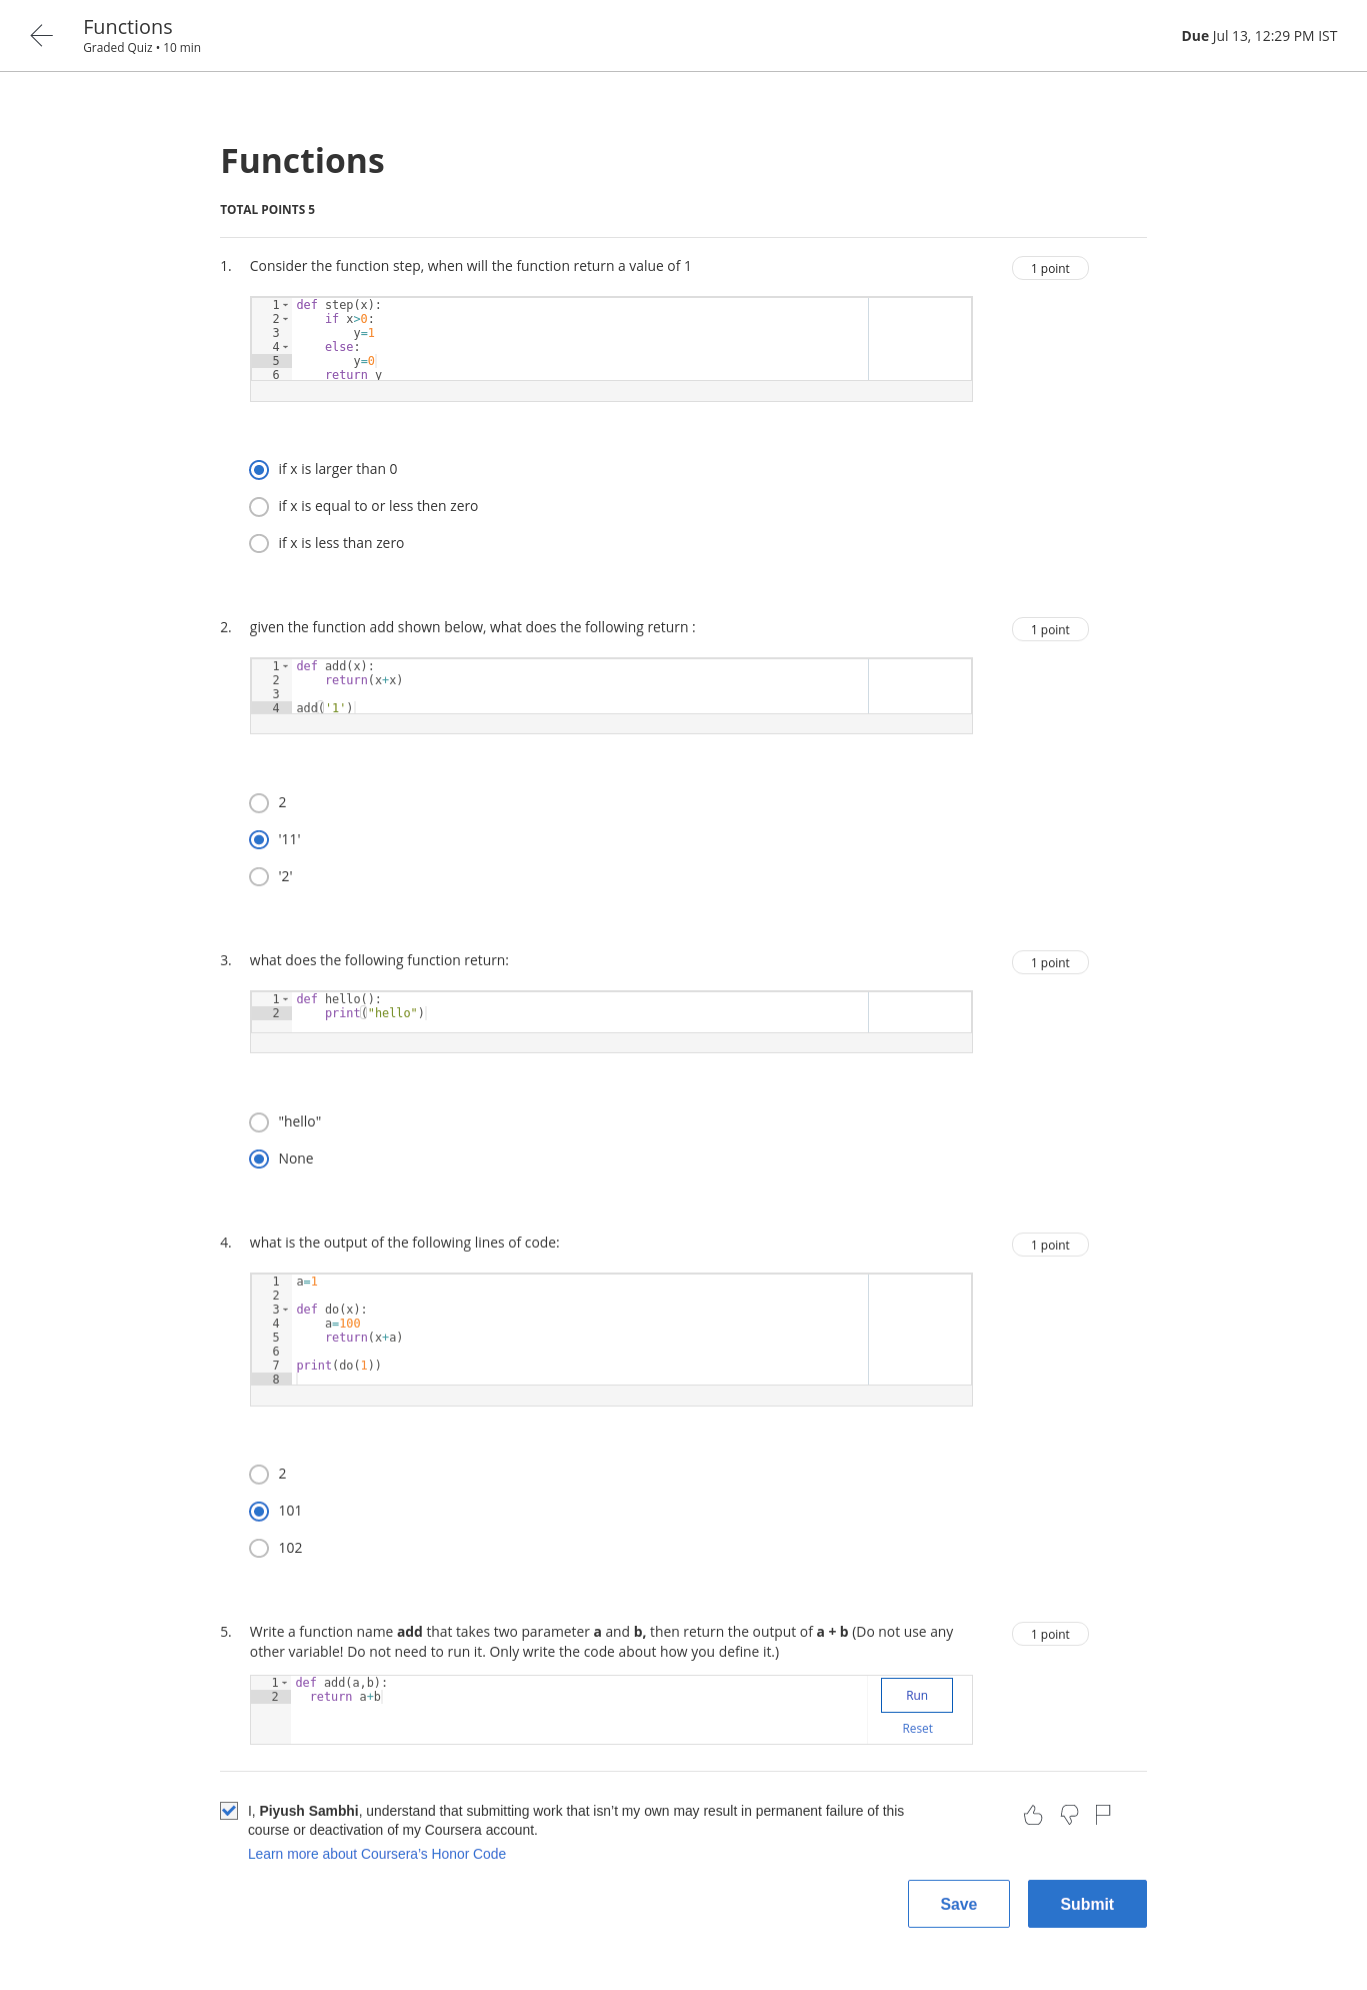 Functions
Graded Quiz • 10 min
Due Jul 13, 12:29 PM IST
Functions
TOTAL POINTS 5
1. Consider the function step, when will the function return a value of 1
1 point
1 def step(x):
2     if x>0:
3         y=1
4     else:
5         y=0
6     return y
if x is larger than 0
if x is equal to or less then zero
if x is less than zero
2. given the function add shown below, what does the following return :
1 point
1 def add(x):
2     return(x+x)
3
4 add('1')
2
'11'
'2'
3. what does the following function return:
1 point
1 def hello():
2     print("hello")
"hello"
None
4. what is the output of the following lines of code:
1 point
1 a=1
2
3 def do(x):
4     a=100
5     return(x+a)
6
7 print(do(1))
8
2
101
102
5. Write a function name add that takes two parameter a and b, then return the output of a + b (Do not use any
other variable! Do not need to run it. Only write the code about how you define it.)
1 point
1 def add(a,b):
2   return a+b
Run
Reset
I, Piyush Sambhi, understand that submitting work that isn't my own may result in permanent failure of this
course or deactivation of my Coursera account.
Learn more about Coursera's Honor Code
Save
Submit